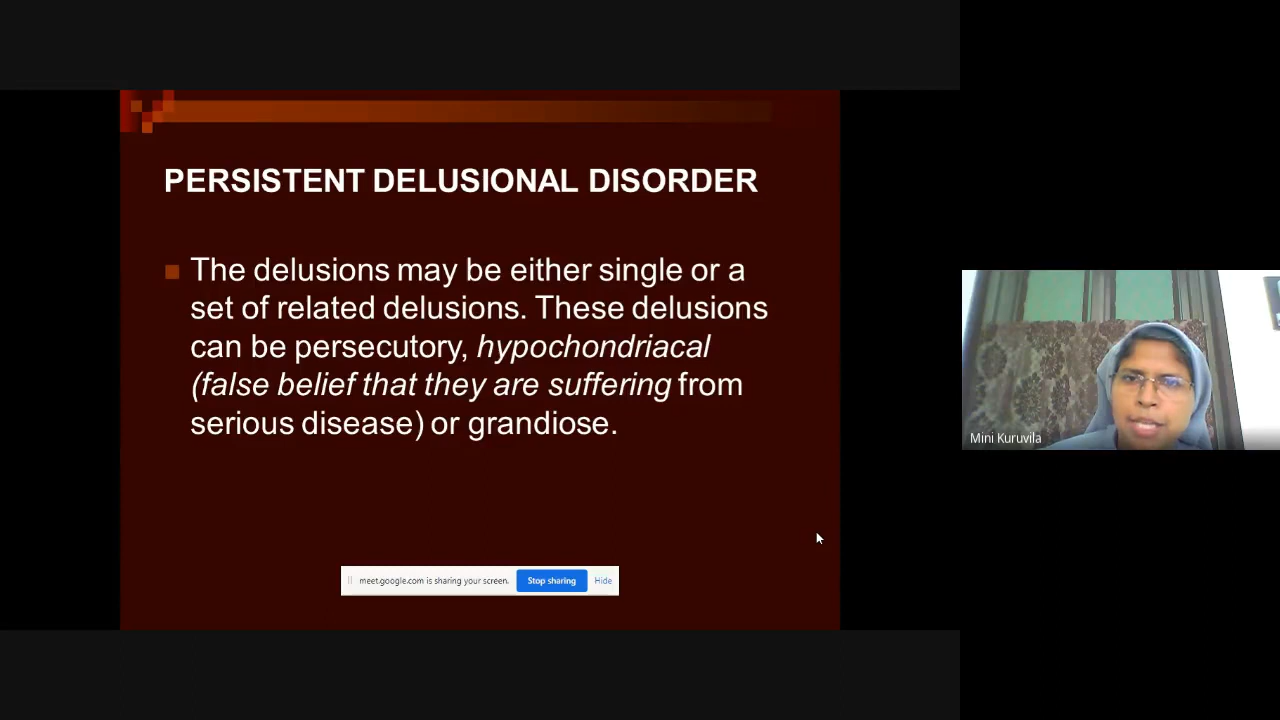 PERSISTENT DELUSIONAL DISORDER
The delusions may be either single or a
set of related delusions. These delusions
can be persecutory, hypochondriacal
(false belief that they are suffering from
serious disease) or grandiose.
Mini Kuruvila
meet.google.com is sharing your screen. Stop sharing Hide